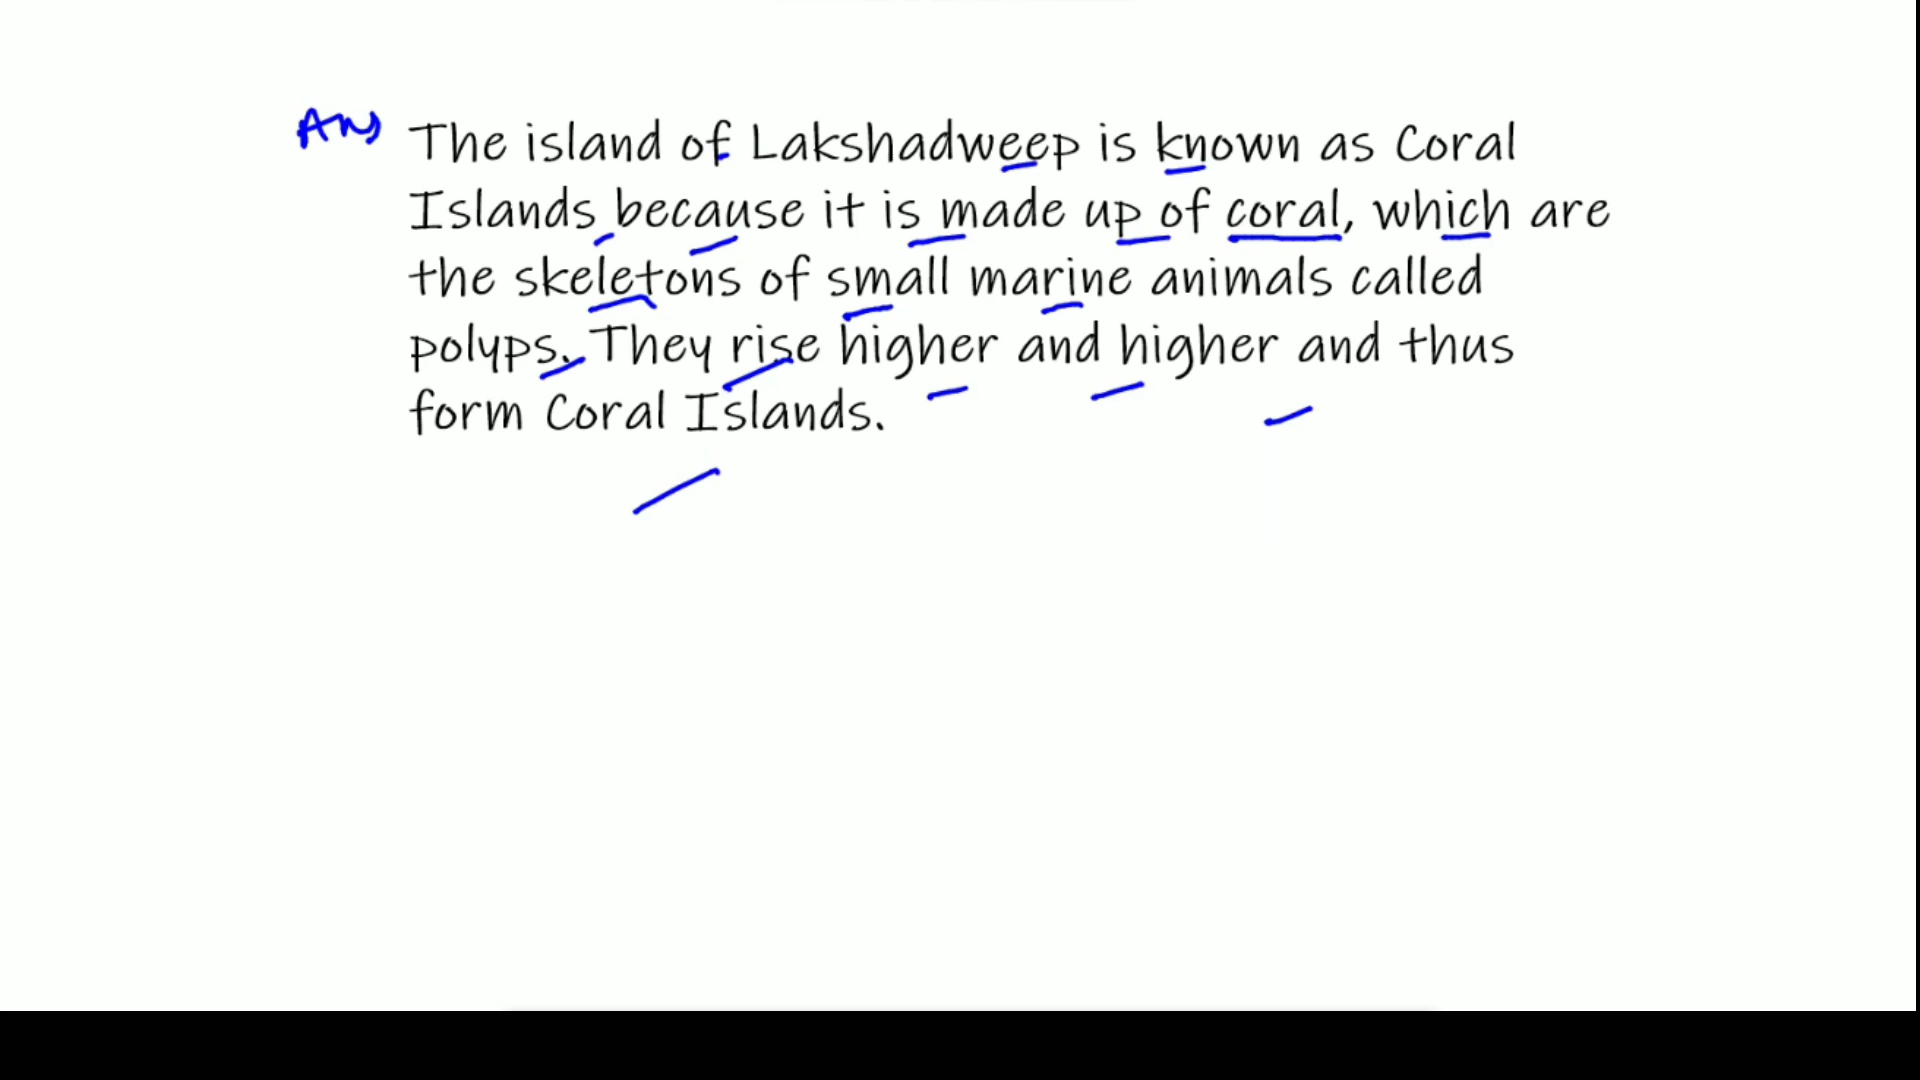 Ans The island of Lakshadweep is known as Coral
Islands because it is made up of coral, which are
the skeletons of small marine animals called
polyps. They rise higher and higher and thus
form Coral Islands.